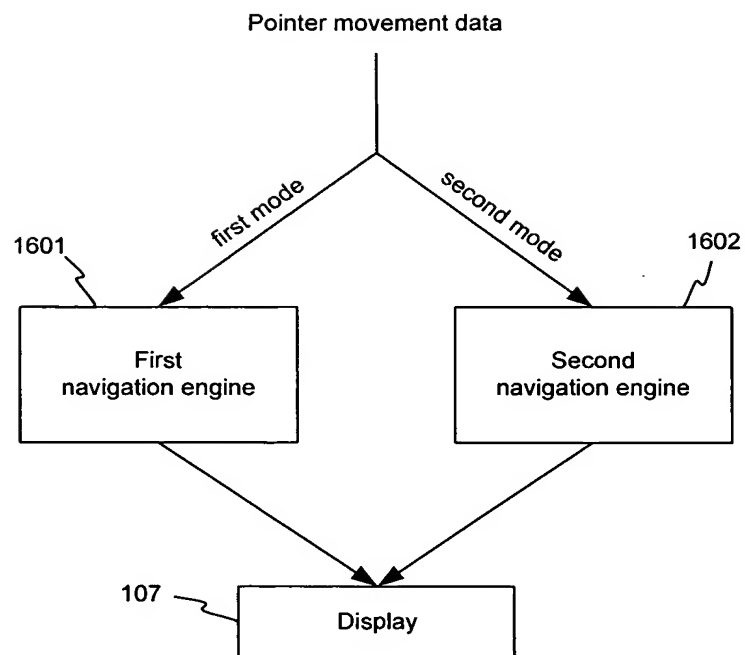 Pointer movement data
first mode
second mode
1601
1602
First
navigation engine
Second
navigation engine
107
Display